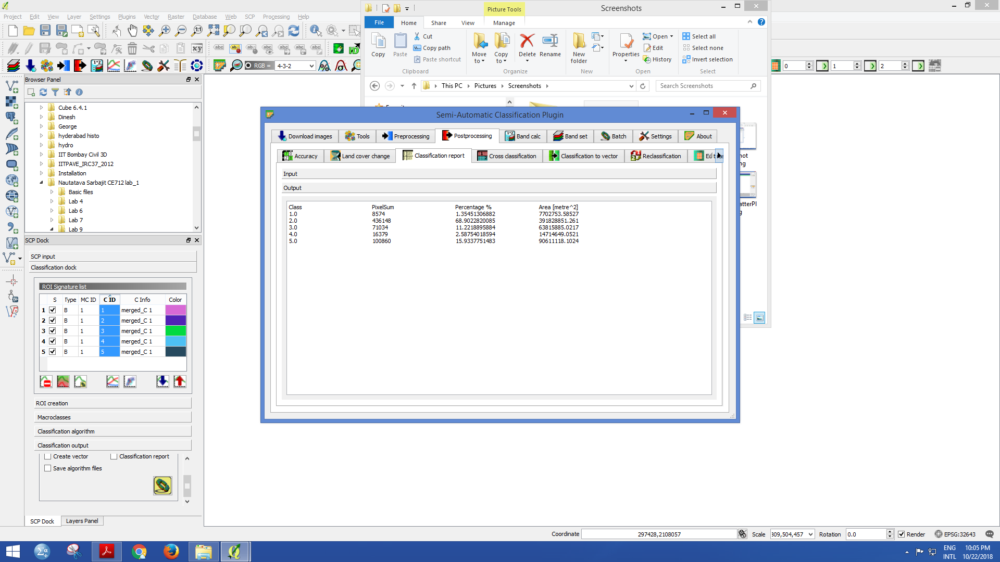 Project Edit View Layer Settings Plugins Vector Raster Database Web SCP Processing Help
RGB = 4-3-2
Picture Tools
Screenshots
File Home Share View Manage
Copy
Paste
Cut
Copy path
Paste shortcut
Clipboard
Move to
Copy to
Delete
Rename
Organize
New folder
New
Properties
Open
Edit
History
Open
Select all
Select none
Invert selection
Select
This PC Pictures Screenshots
Search Screenshots
0 1 2
Browser Panel
Cube 6.4.1
Dinesh
George
hyderabad histo
hydro
IIT Bombay Civil 3D
IITPAVE_IRC37_2012
Installation
Nautatava Sarbajit CE712 lab_1
Basic files
Lab 4
Lab 6
Lab 7
Lab 9
SCP Dock
SCP input
Classification dock
ROI Signature list
S Type MC ID C ID C Info Color
1 B 1 1 merged_C 1
2 B 1 2 merged_C 1
3 B 1 3 merged_C 1
4 B 1 4 merged_C 1
5 B 1 5 merged_C 1
ROI creation
Macroclasses
Classification algorithm
Classification output
Create vector Classification report
Save algorithm files
SCP Dock Layers Panel
Semi-Automatic Classification Plugin
Download images Tools Preprocessing Postprocessing Band calc Band set Batch Settings About
Accuracy Land cover change Classification report Cross classification Classification to vector Reclassification
Input
Output
Class PixelSum Percentage % Area [metre^2]
1.0 8574 1.35451306882 7702753.58527
2.0 436148 68.9022820085 391828851.261
3.0 71034 11.2218895884 63815885.0217
4.0 16379 2.58754018594 14714649.0521
5.0 100860 15.9337751483 90611118.1024
Coordinate 297428,2108057 Scale 309,504,457 Rotation 0.0 Render EPSG:32643
ENG
INTL
10:05 PM
10/22/2018